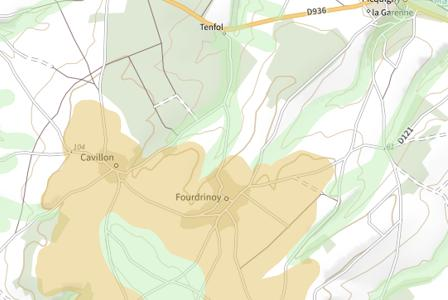 D936
la Garenne
Tenfol
D121
104
Cavillon
Fourdrinoy